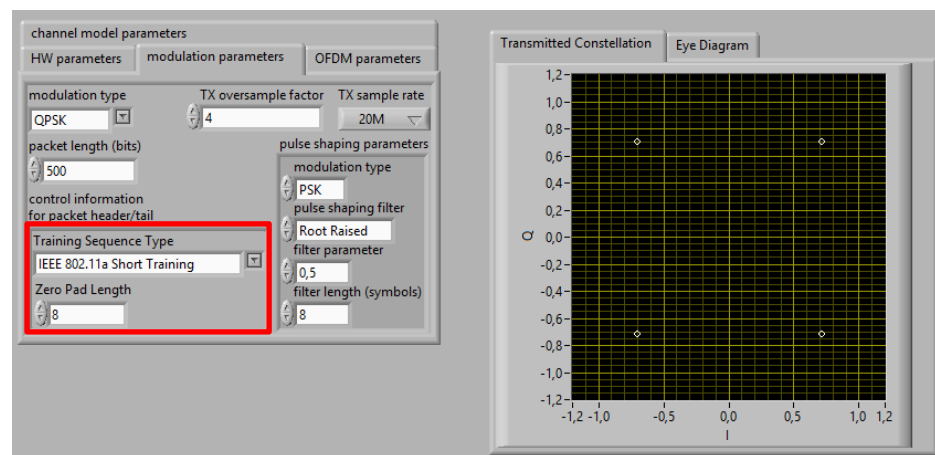 channel model parameters
HW parameters
modulation parameters
OFDM parameters
modulation type
QPSK
TX oversample factor
4
TX sample rate
20M
packet length (bits)
500
control information
for packet header/tail
Training Sequence Type
IEEE 802.11a Short Training
Zero Pad Length
8
pulse shaping parameters
modulation type
PSK
pulse shaping filter
Root Raised
filter parameter
0,5
filter length (symbols)
8
Transmitted Constellation
Eye Diagram
1,2
1,0
0,8
0,6
0,4
0,2
0,0
-0,2
-0,4
-0,6
-0,8
-1,0
-1,2
Q
-1,2 -1,0 -0,5 0,0 0,5 1,0 1,2
I